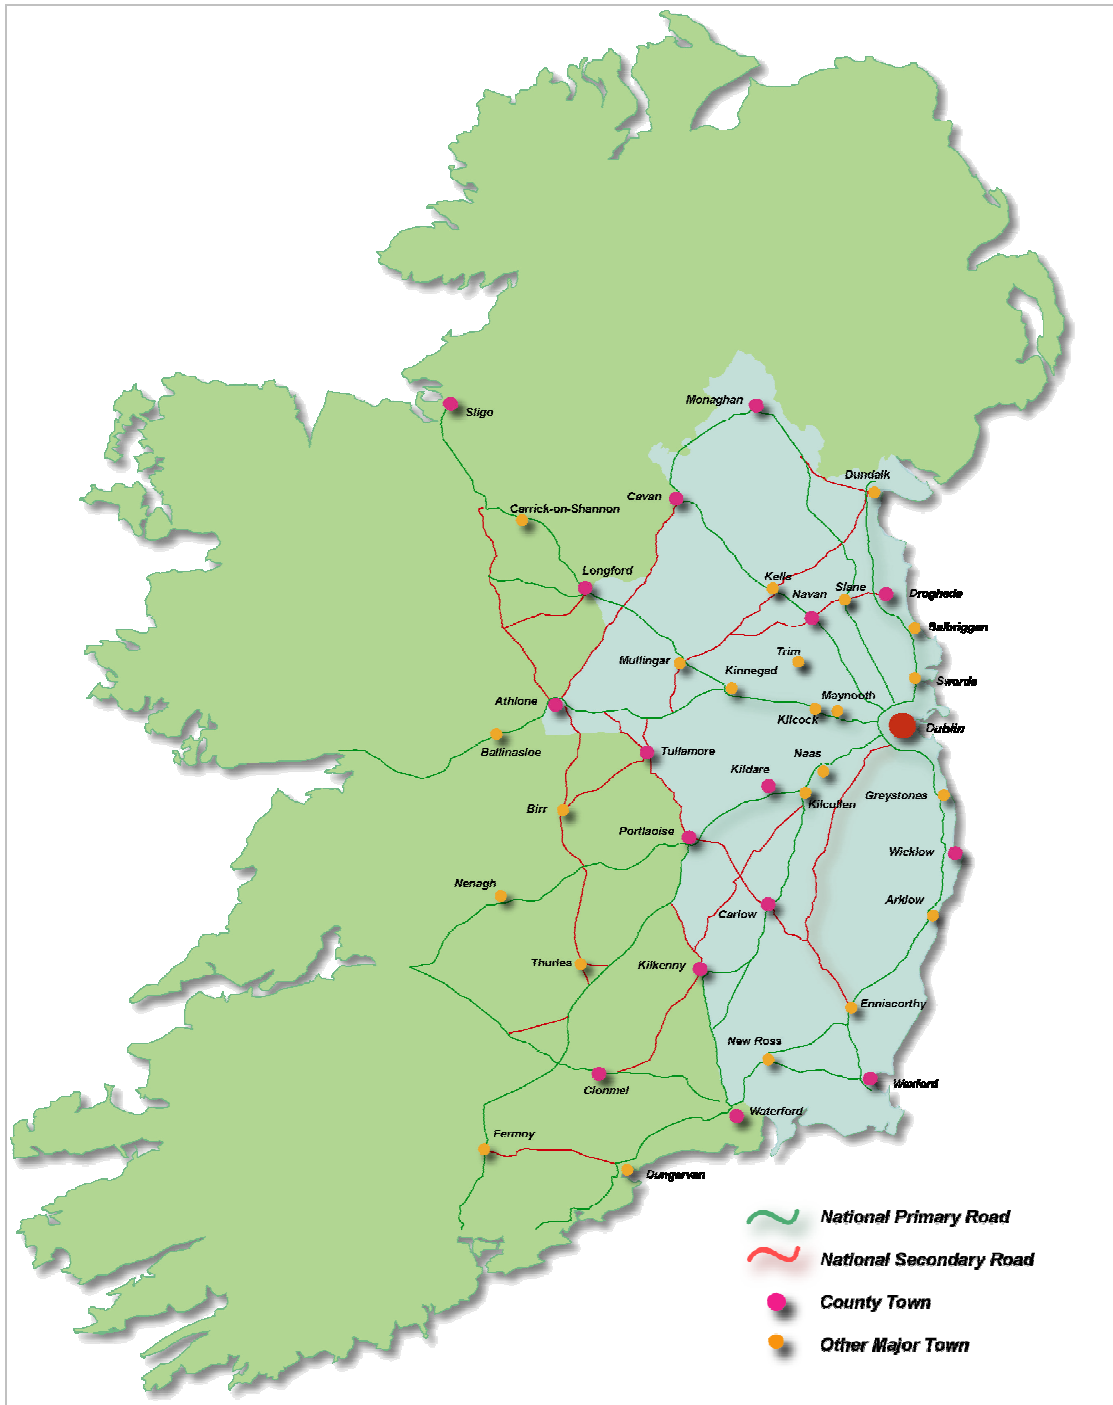 Sligo
Monaghan
Dundalk
Cavan
Carrick-on-Shannon
Longford
Kells
Navan
Slane
Drogheda
Balbriggan
Mullingar
Trim
Kinnegad
Swords
Athlone
Maynooth
Kilcock
Dublin
Ballinasloe
Tullamore
Naas
Kildare
Birr
Kilcullen
Greystones
Portlaoise
Wicklow
Nenagh
Carlow
Arklow
Thurles
Kilkenny
Enniscorthy
New Ross
Clonmel
Wexford
Waterford
Fermoy
Dungarvan
National Primary Road
National Secondary Road
County Town
Other Major Town